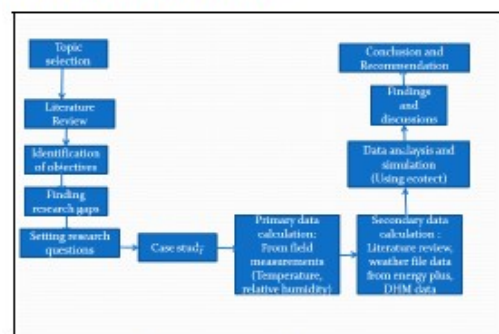 Topic
selection
Literature
Review
Identification
of objectives
Finding
research gaps
Setting research
questions
Case study
Primary data
calculation:
From field
measurements
(Temperature,
relative humidity)
Secondary data
calculation :
Literature review,
weather file data
from energy plus,
DHM data
Data analaysis and
simulation
(Using ecotect)
Findings
and
discussions
Conclusion and
Recommendation